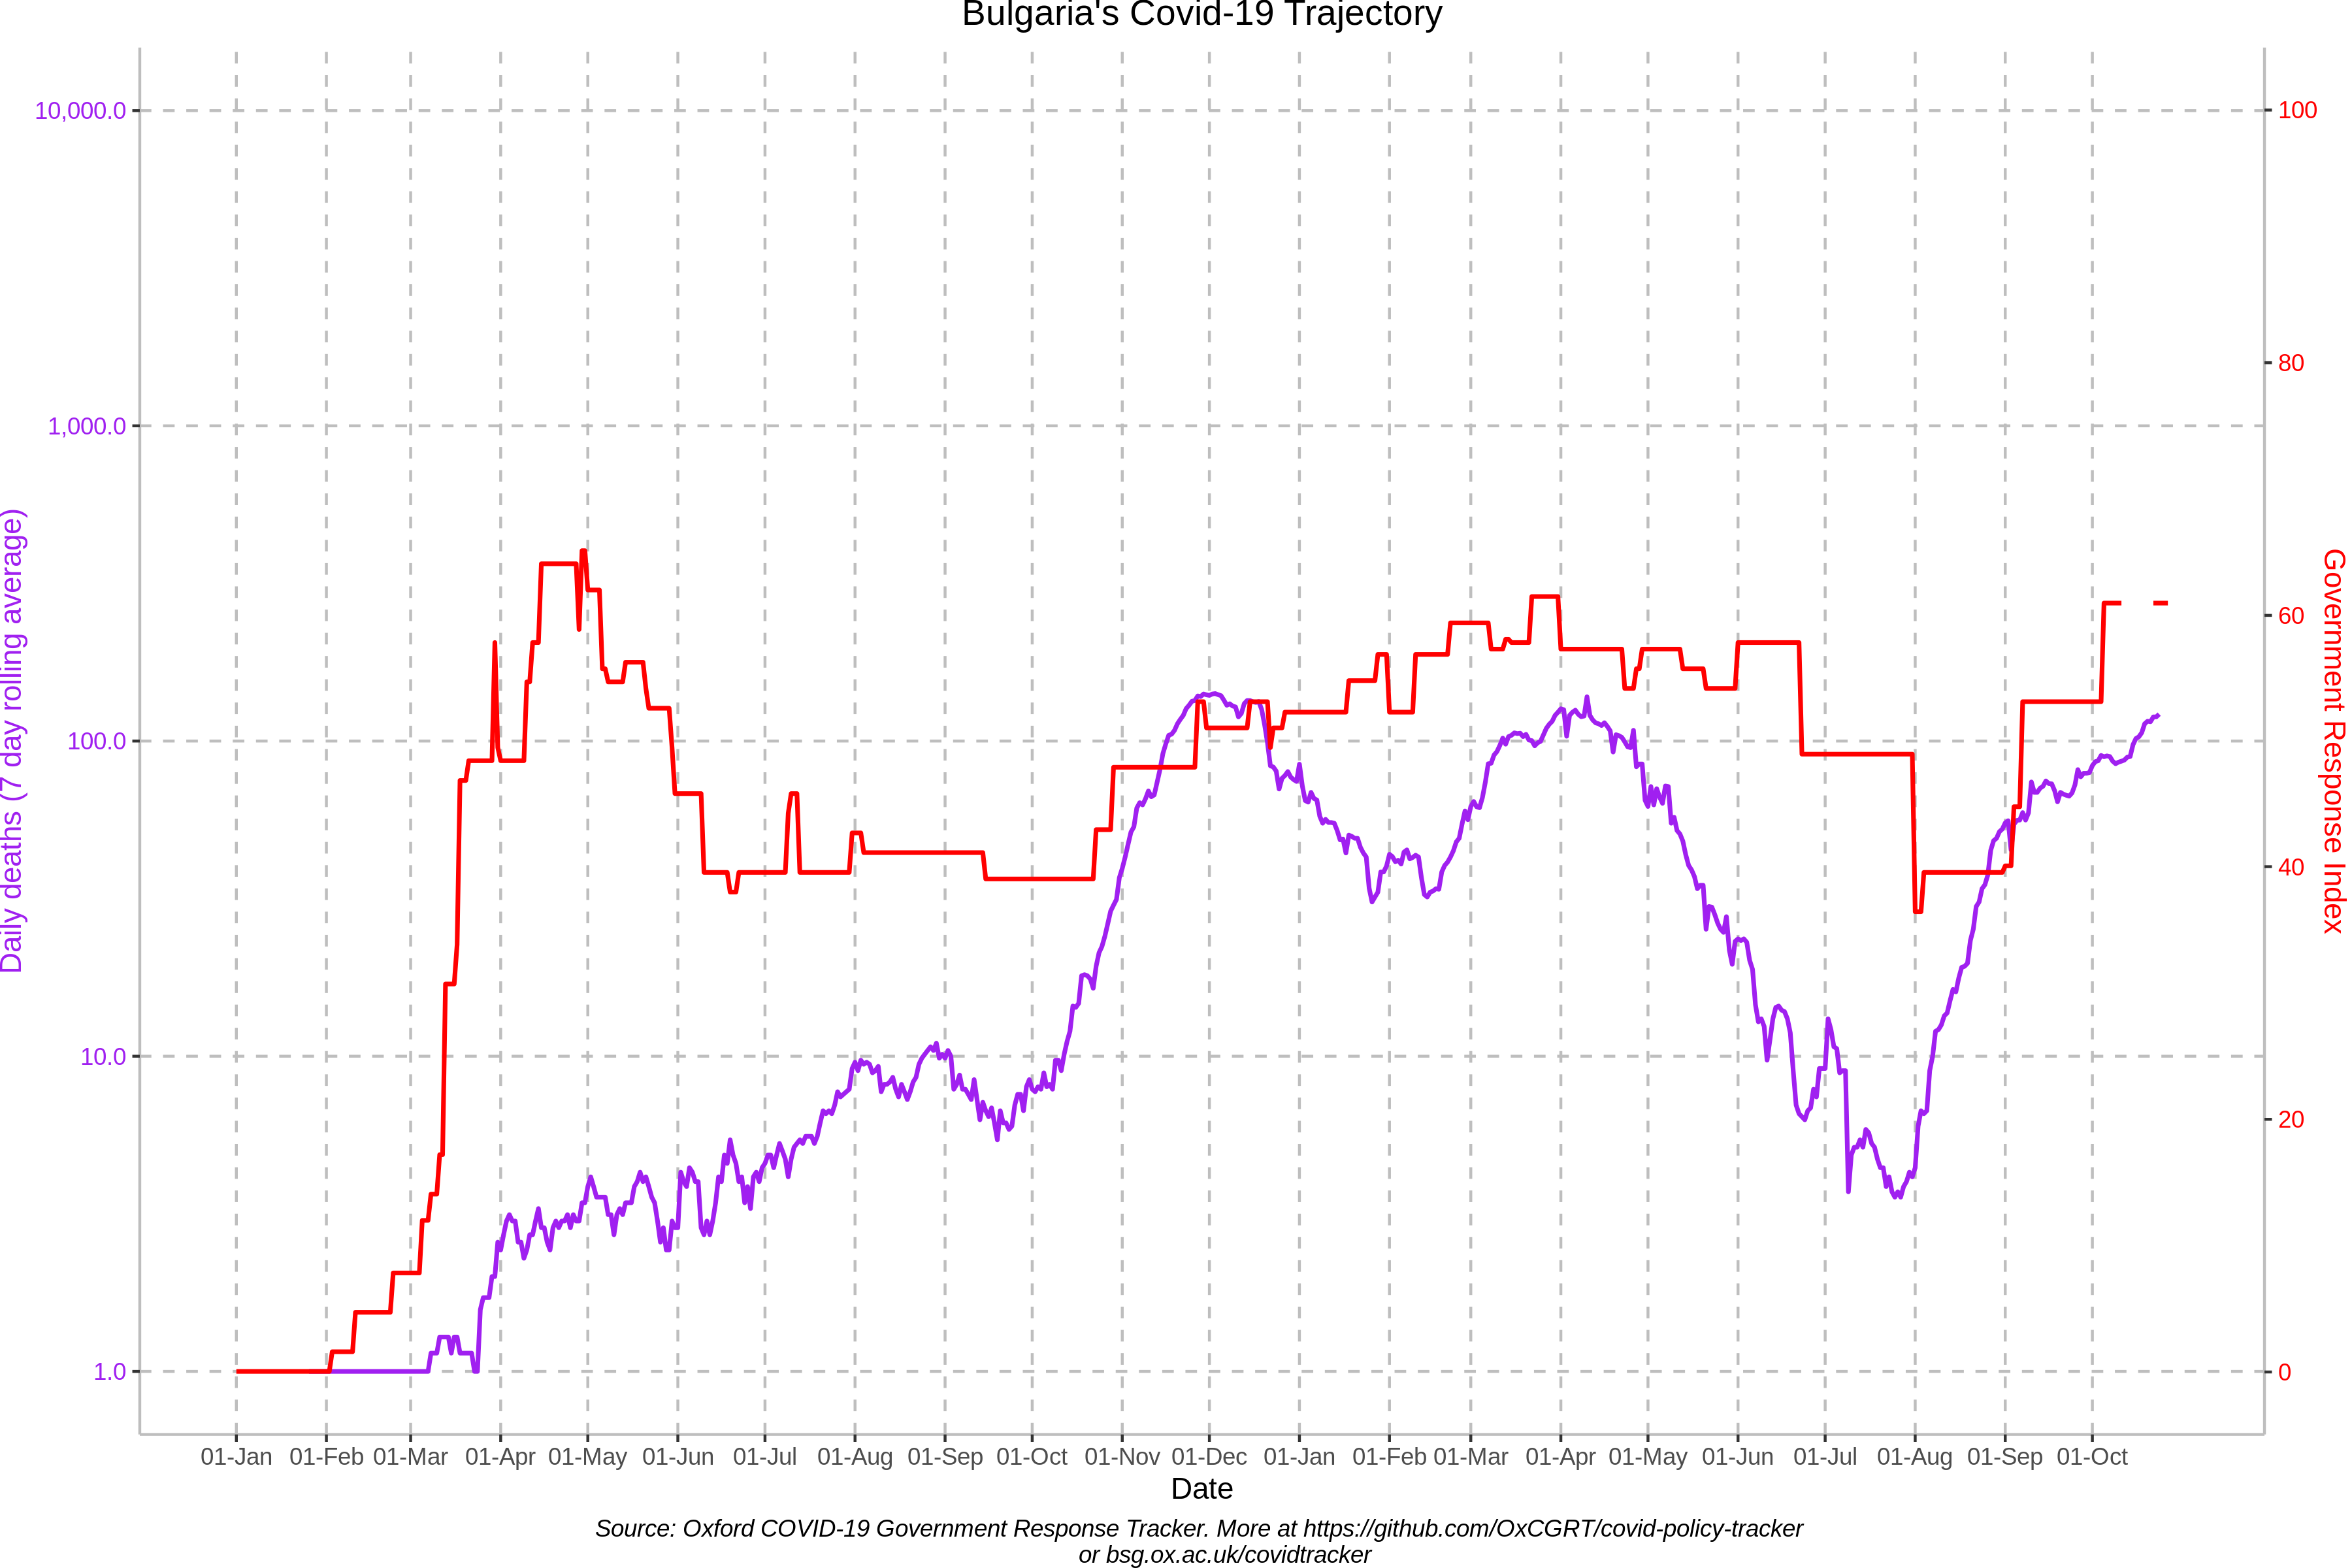 Bulgaria's Covid-19 Trajectory
10,000.0
1,000.0
100.0
10.0
1.0
Daily deaths (7 day rolling average)
100
80
60
40
20
0
Government Response Index
01-Jan 01-Feb 01-Mar 01-Apr 01-May 01-Jun 01-Jul 01-Aug 01-Sep 01-Oct 01-Nov 01-Dec 01-Jan 01-Feb 01-Mar 01-Apr 01-May 01-Jun 01-Jul 01-Aug 01-Sep 01-Oct
Date
Source: Oxford COVID-19 Government Response Tracker. More at https://github.com/OxCGRT/covid-policy-tracker
or bsg.ox.ac.uk/covidtracker